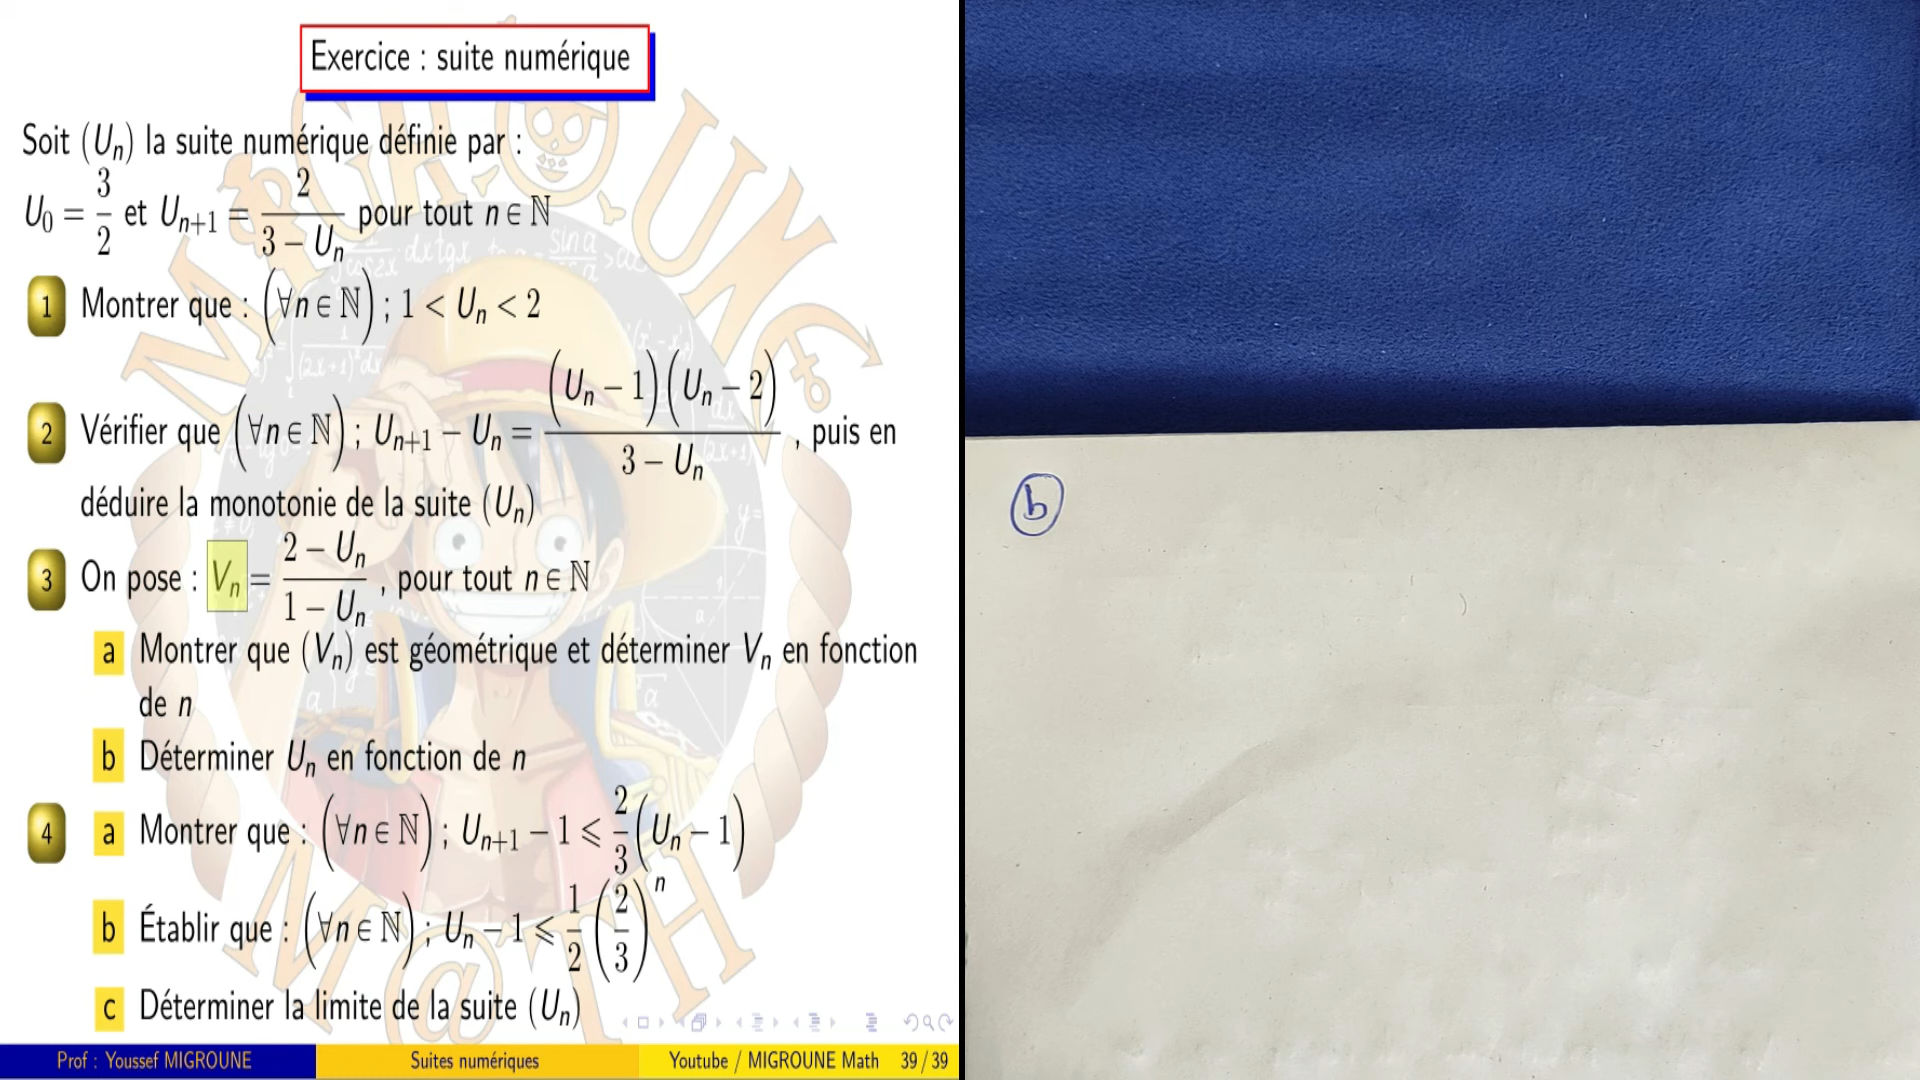 Exercice : suite numérique
Soit (U_n) la suite numérique définie par :
U_0 = 3/2 et U_{n+1} = 2/(3 − U_n) pour tout n ∈ ℕ
1 Montrer que : (∀n ∈ ℕ) ; 1 < U_n < 2
2 Vérifier que (∀n ∈ ℕ) ; U_{n+1} − U_n = (U_n − 1)(U_n − 2)/(3 − U_n) , puis en
déduire la monotonie de la suite (U_n)
3 On pose : V_n = (2 − U_n)/(1 − U_n) , pour tout n ∈ ℕ
a Montrer que (V_n) est géométrique et déterminer V_n en fonction
de n
b Déterminer U_n en fonction de n
4 a Montrer que : (∀n ∈ ℕ) ; U_{n+1} − 1 ⩽ 2/3 (U_n − 1)
b Établir que : (∀n ∈ ℕ) ; U_n − 1 ⩽ 1/2 (2/3)^n
c Déterminer la limite de la suite (U_n)
Prof : Youssef MIGROUNE Suites numériques Youtube / MIGROUNE Math 39 / 39
MIGROUNE
M@TH
b